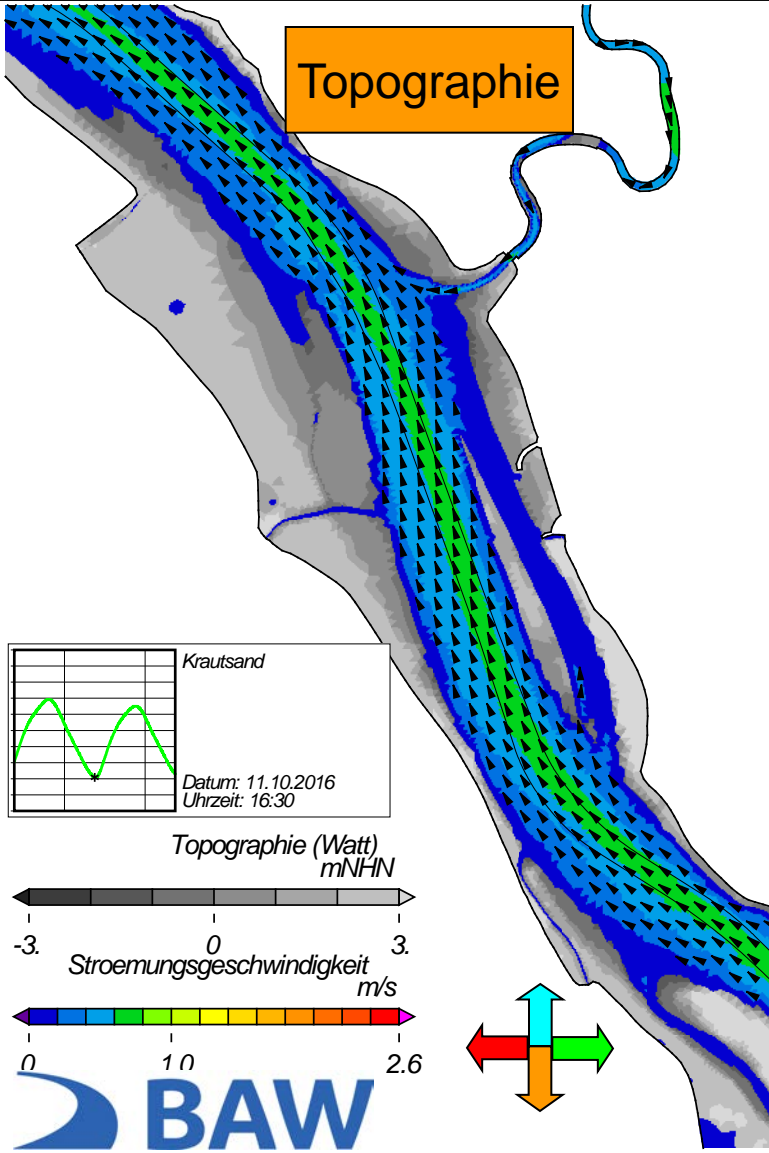 Topographie
Krautsand
Datum: 11.10.2016
Uhrzeit: 16:30
Topographie (Watt)
mNHN
-3. 0 3.
Stroemungsgeschwindigkeit
m/s
0 1.0 2.6
BAW